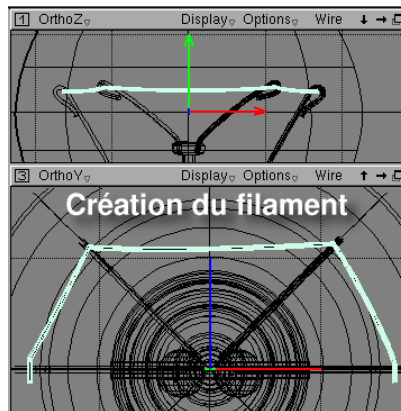 1 OrthoZ Display Options Wire
3 OrthoY Display Options Wire
Création du filament